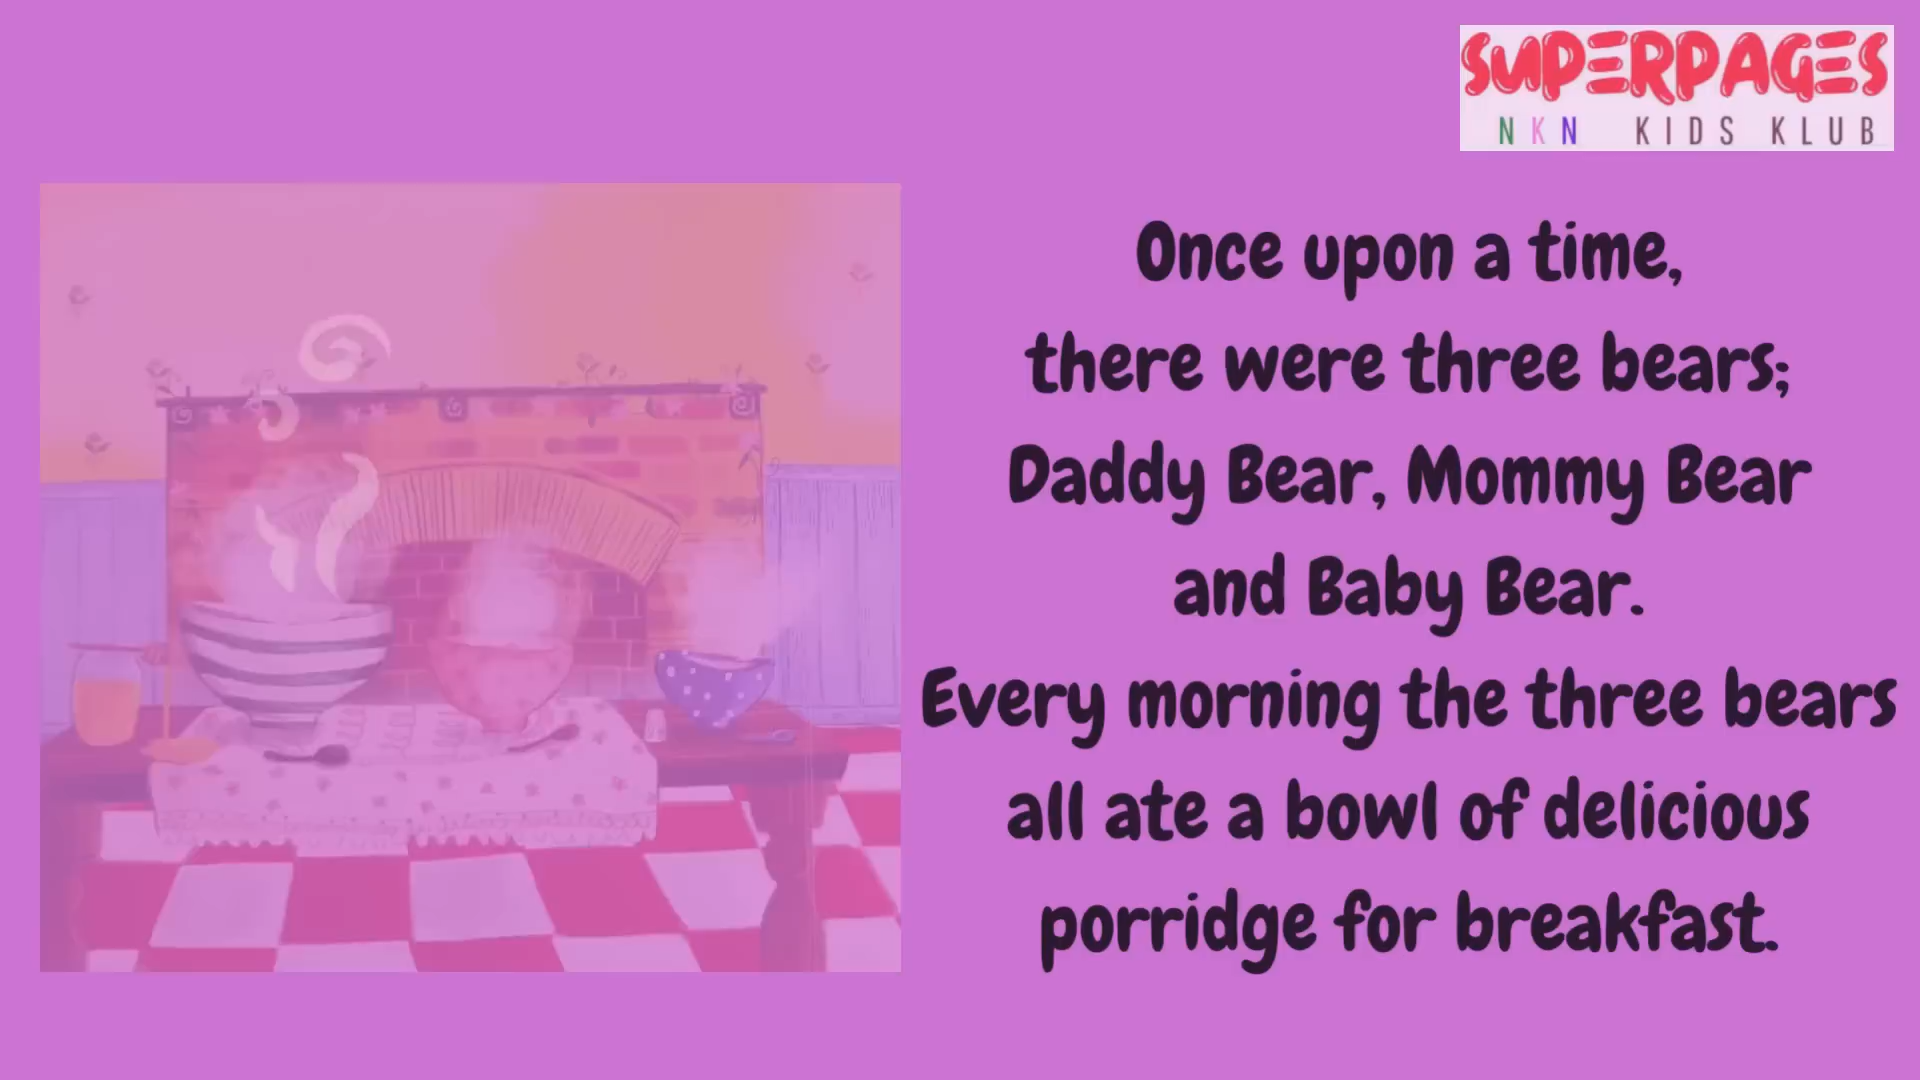 SUPERPAGES
NKN KIDS KLUB
Once upon a time,
there were three bears;
Daddy Bear, Mommy Bear
and Baby Bear.
Every morning the three bears
all ate a bowl of delicious
porridge for breakfast.